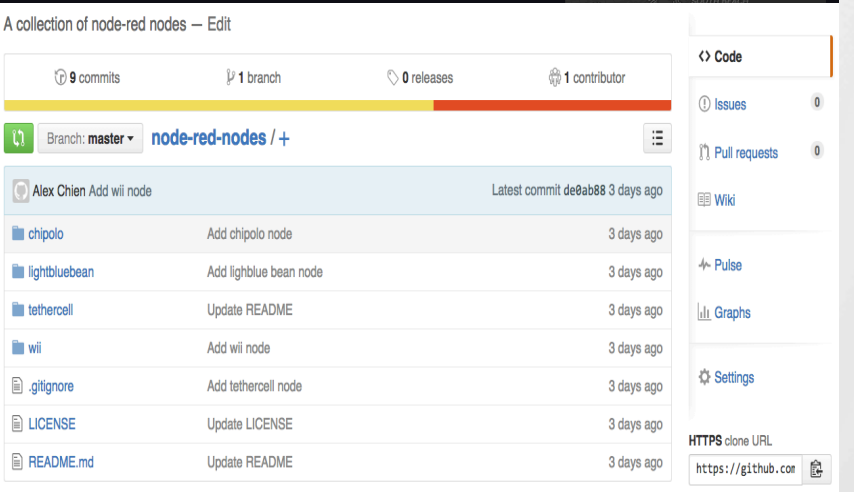 A collection of node-red nodes — Edit
9 commits 1 branch 0 releases 1 contributor
Branch: master node-red-nodes / +
Alex Chien Add wii node Latest commit de0ab88 3 days ago
chipolo Add chipolo node 3 days ago
lightbluebean Add lighblue bean node 3 days ago
tethercell Update README 3 days ago
wii Add wii node 3 days ago
.gitignore Add tethercell node 3 days ago
LICENSE Update LICENSE 3 days ago
README.md Update README 3 days ago
<> Code
Issues 0
Pull requests 0
Wiki
Pulse
Graphs
Settings
HTTPS clone URL
https://github.com